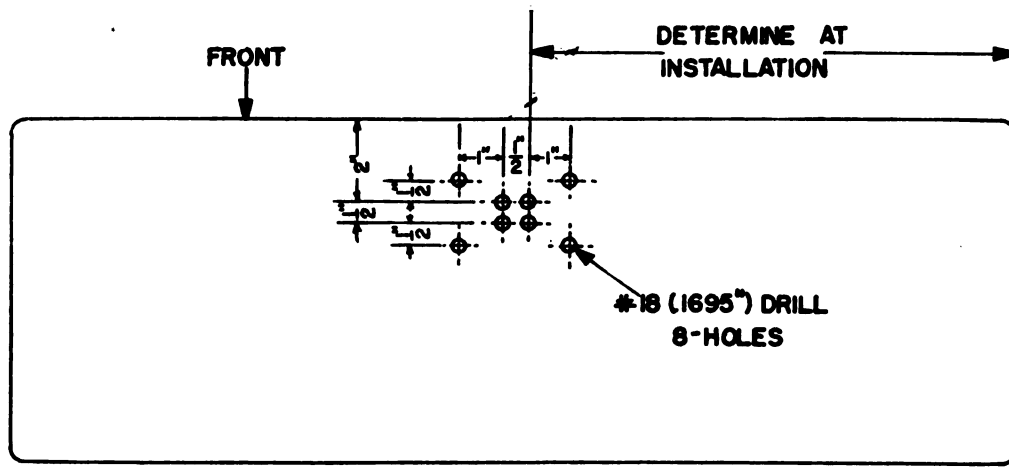 FRONT
DETERMINE AT
INSTALLATION
1"
1/2"
1"
2"
1/2"
1/2"
1/2"
#18 (1695") DRILL
8-HOLES